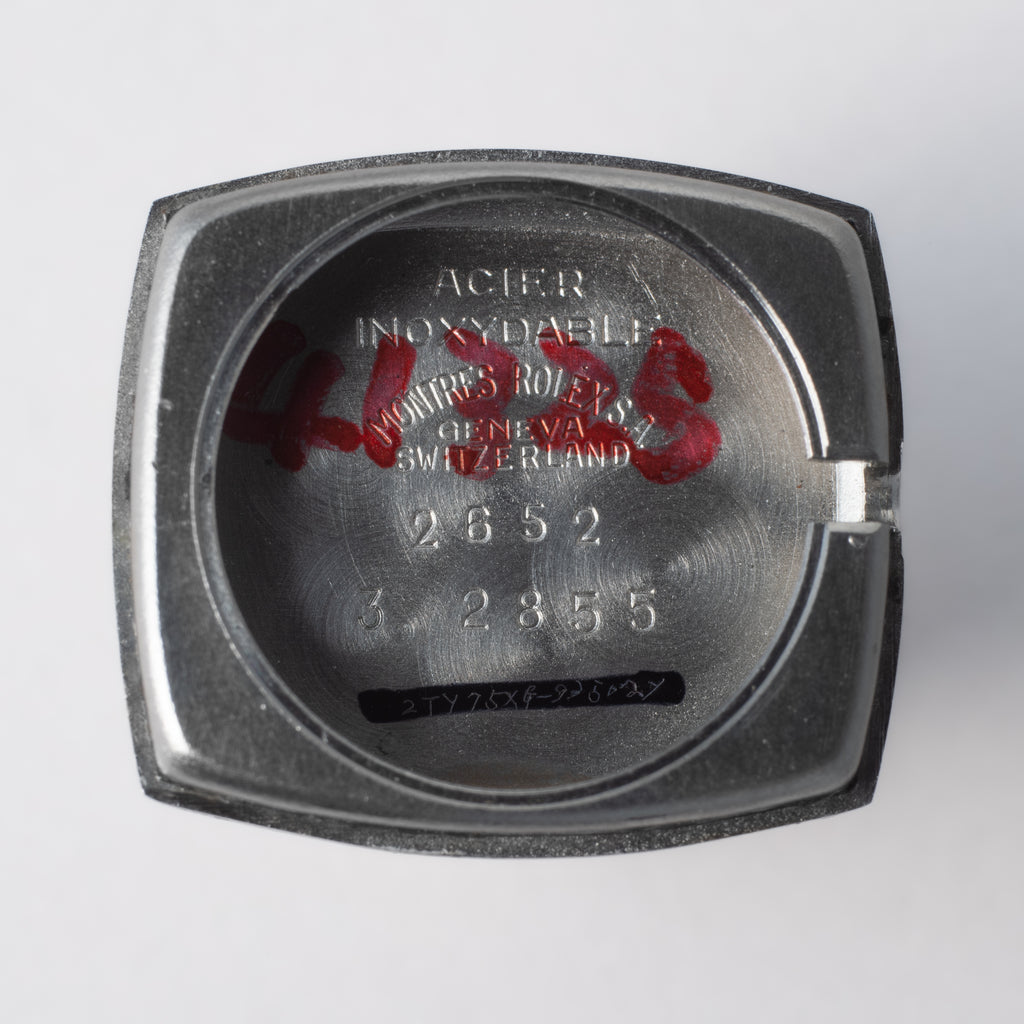 ACIER
INOXYDABLE
MONTRES ROLEX S.A
GENEVA
SWITZERLAND
2652
3 2855